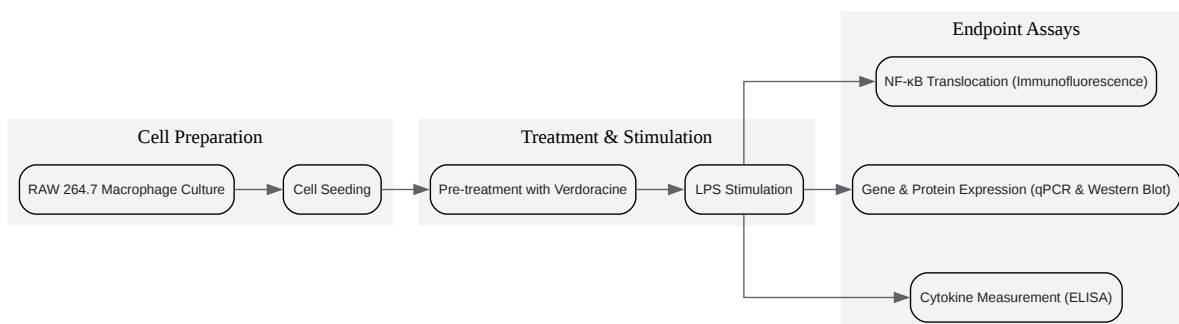 Cell Preparation
RAW 264.7 Macrophage Culture
Cell Seeding
Treatment & Stimulation
Pre-treatment with Verdoracine
LPS Stimulation
Endpoint Assays
NF-κB Translocation (Immunofluorescence)
Gene & Protein Expression (qPCR & Western Blot)
Cytokine Measurement (ELISA)